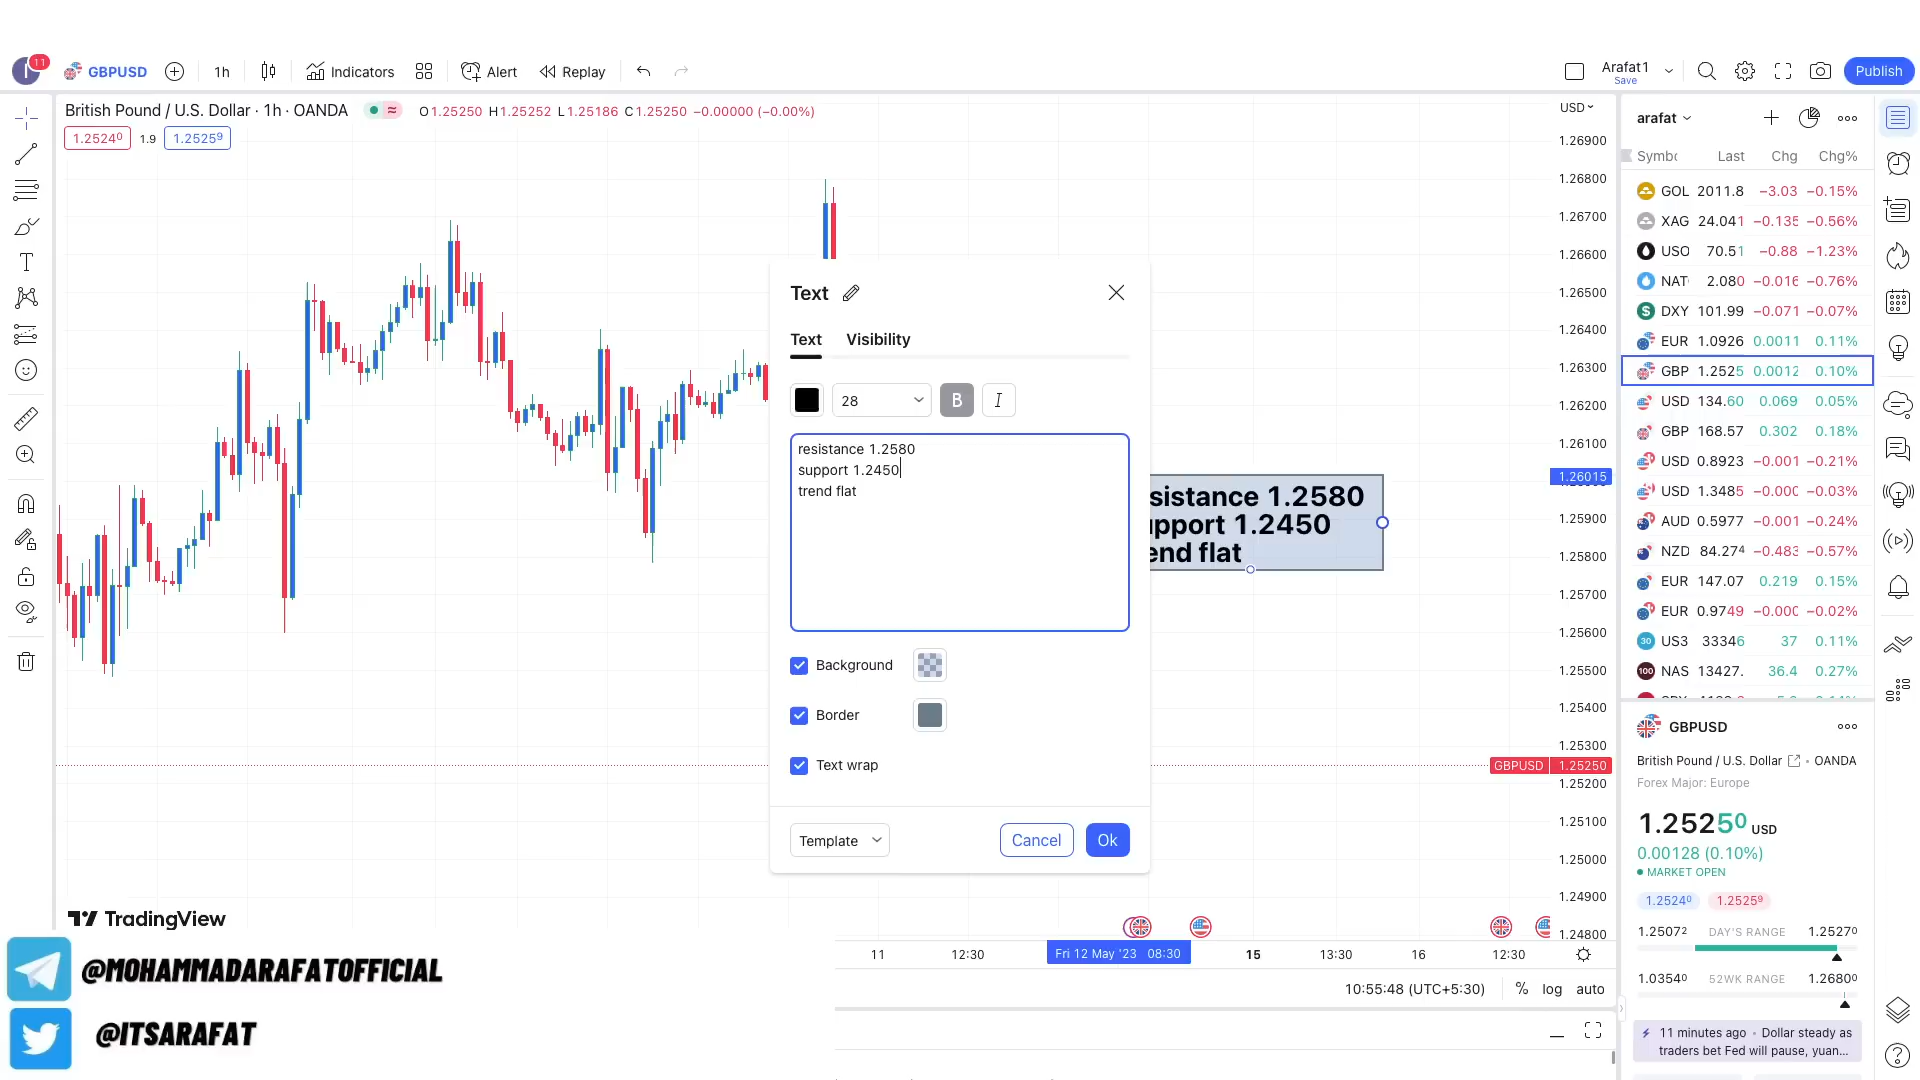 11
GBPUSD
1h
Indicators
Alert
Replay
Arafat1
Save
Publish
British Pound / U.S. Dollar · 1h · OANDA
O1.25250 H1.25252 L1.25186 C1.25250 −0.00000 (−0.00%)
1.25240 1.9 1.25259
USD
1.26900
1.26800
1.26700
1.26600
1.26500
1.26400
1.26300
1.26200
1.26100
1.26015
1.25900
1.25800
1.25700
1.25600
1.25500
1.25400
1.25300
GBPUSD 1.25250
1.25200
1.25100
1.25000
1.24900
1.24800
Text
Text Visibility
28 B I
resistance 1.2580
support 1.2450
trend flat
Background
Border
Text wrap
Template
Cancel
Ok
sistance 1.2580
upport 1.2450
end flat
TradingView
11 12:30 Fri 12 May '23 08:30 15 13:30 16 12:30
10:55:48 (UTC+5:30) % log auto
@MOHAMMADARAFATOFFICIAL
@ITSARAFAT
arafat
Symbo Last Chg Chg%
GOL 2011.8 −3.03 −0.15%
XAG 24.041 −0.135 −0.56%
USO 70.51 −0.88 −1.23%
NAT 2.080 −0.016 −0.76%
DXY 101.99 −0.071 −0.07%
EUR 1.0926 0.0011 0.11%
GBP 1.2525 0.0012 0.10%
USD 134.60 0.069 0.05%
GBP 168.57 0.302 0.18%
USD 0.8923 −0.001 −0.21%
USD 1.3485 −0.000 −0.03%
AUD 0.5977 −0.001 −0.24%
NZD 84.274 −0.483 −0.57%
EUR 147.07 0.219 0.15%
EUR 0.9749 −0.000 −0.02%
30 US3 33346 37 0.11%
100 NAS 13427. 36.4 0.27%
GBPUSD
British Pound / U.S. Dollar · OANDA
Forex Major: Europe
1.25250 USD
0.00128 (0.10%)
MARKET OPEN
1.25240 1.25259
1.25072 DAY'S RANGE 1.25270
1.03540 52WK RANGE 1.26800
11 minutes ago · Dollar steady as
traders bet Fed will pause, yuan...